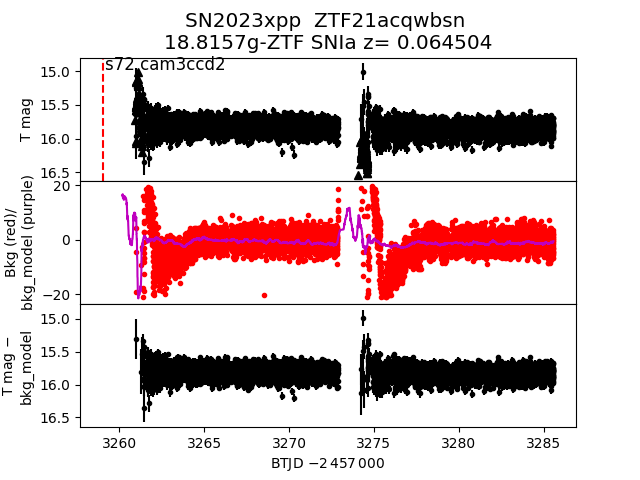 SN2023xpp  ZTF21acqwbsn
18.8157g-ZTF SNIa z= 0.064504
s72 cam3ccd2
15.0
15.5
16.0
16.5
T mag
20
0
−20
Bkg (red)/
bkg_model (purple)
15.0
15.5
16.0
16.5
T mag −
bkg_model
3260
3265
3270
3275
3280
3285
BTJD −2 457 000